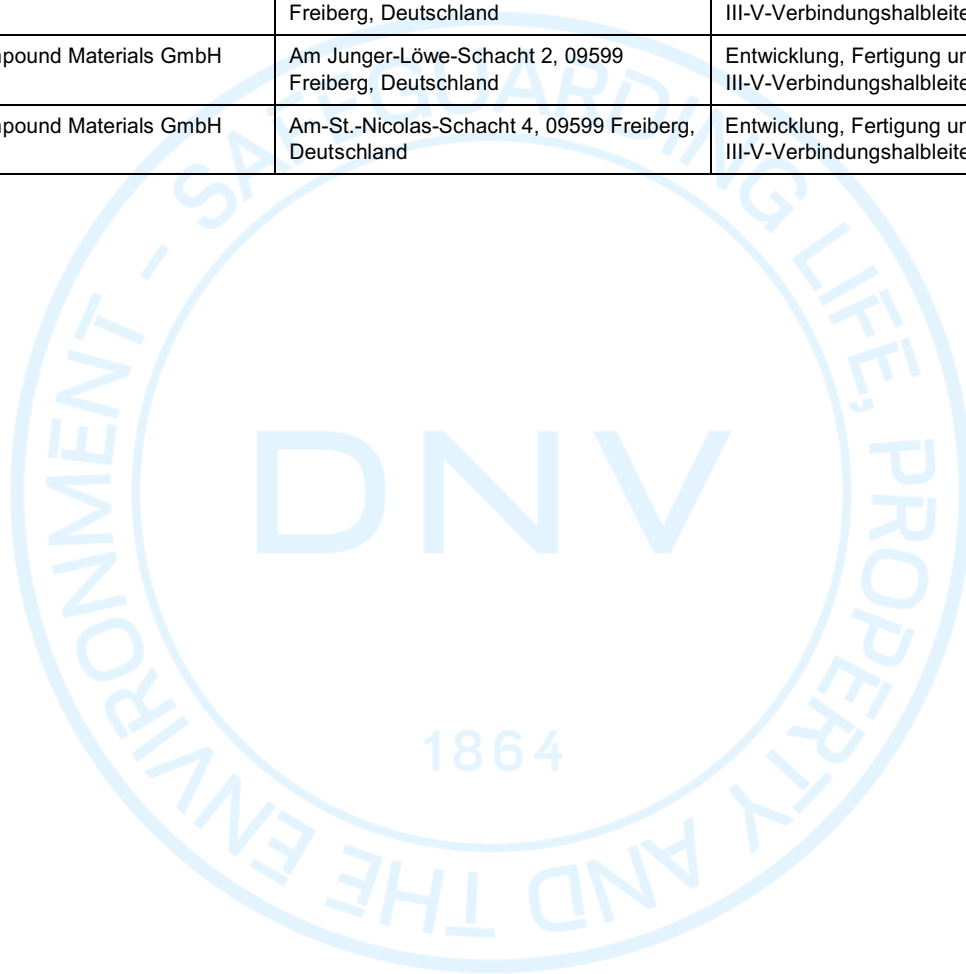 Freiberg, Deutschland
III-V-Verbindungshalbleite
pound Materials GmbH
Am Junger-Löwe-Schacht 2, 09599
Freiberg, Deutschland
Entwicklung, Fertigung
III-V-Verbindungshalbleite
pound Materials GmbH
Am-St.-Nicolas-Schacht 4, 09599 Freiberg,
Deutschland
Entwicklung, Fertigung
III-V-Verbindungshalbleite
SAFEGUARDING LIFE, PROPERTY AND THE ENVIRONMENT -
DNV
1864